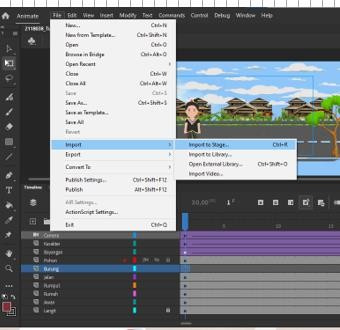 Animate File Edit View Insert Modify Text Commands Control Debug Window Help
New... Ctrl+N
New from Template... Ctrl+Shift+N
Open Ctrl+O
Browse in Bridge Ctrl+Alt+O
Open Recent
Close Ctrl+W
Close All Ctrl+Alt+W
Save Ctrl+S
Save As... Ctrl+Shift+S
Save as Template...
Save All
Revert
Import
Import to Stage... Ctrl+R
Export
Import to Library...
Open External Library... Ctrl+Shift+O
Convert To
Import Video...
Publish Settings... Ctrl+Shift+F12
Publish Alt+Shift+F12
AIR Settings...
ActionScript Settings...
Exit Ctrl+Q
Timeline
30,00 1 F
5 10 15
Camera
Karakter
Bayangan
Pohon
Burung
Jalan
Rumput
Rumah
Awan
Langit